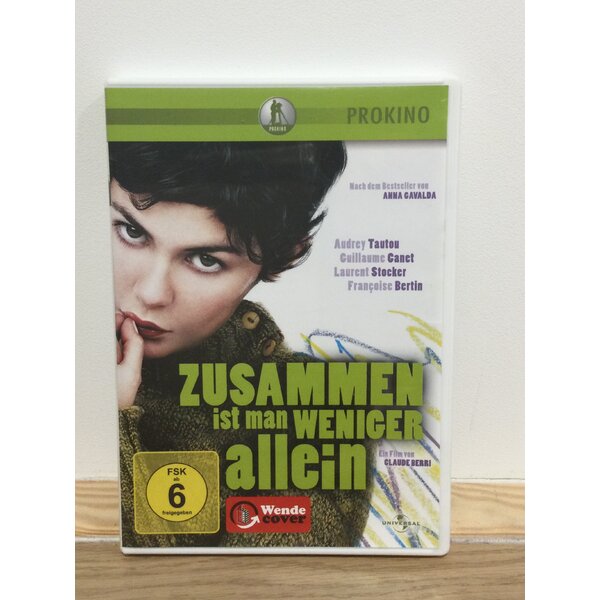 PROKINO
PROKINO
Nach dem Bestseller von
ANNA GAVALDA
Audrey Tautou
Guillaume Canet
Laurent Stocker
Françoise Bertin
ZUSAMMEN
ist man WENIGER
allein
Ein Film von
CLAUDE BERRI
FSK
ab
6
freigegeben
Wende
cover
UNIVERSAL